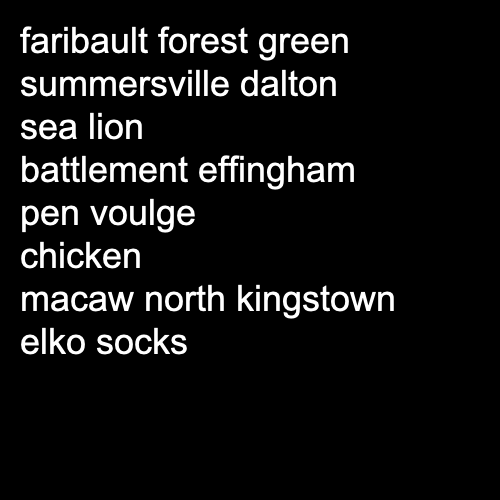 faribault forest green
summersville dalton
sea lion
battlement effingham
pen voulge
chicken
macaw north kingstown
elko socks